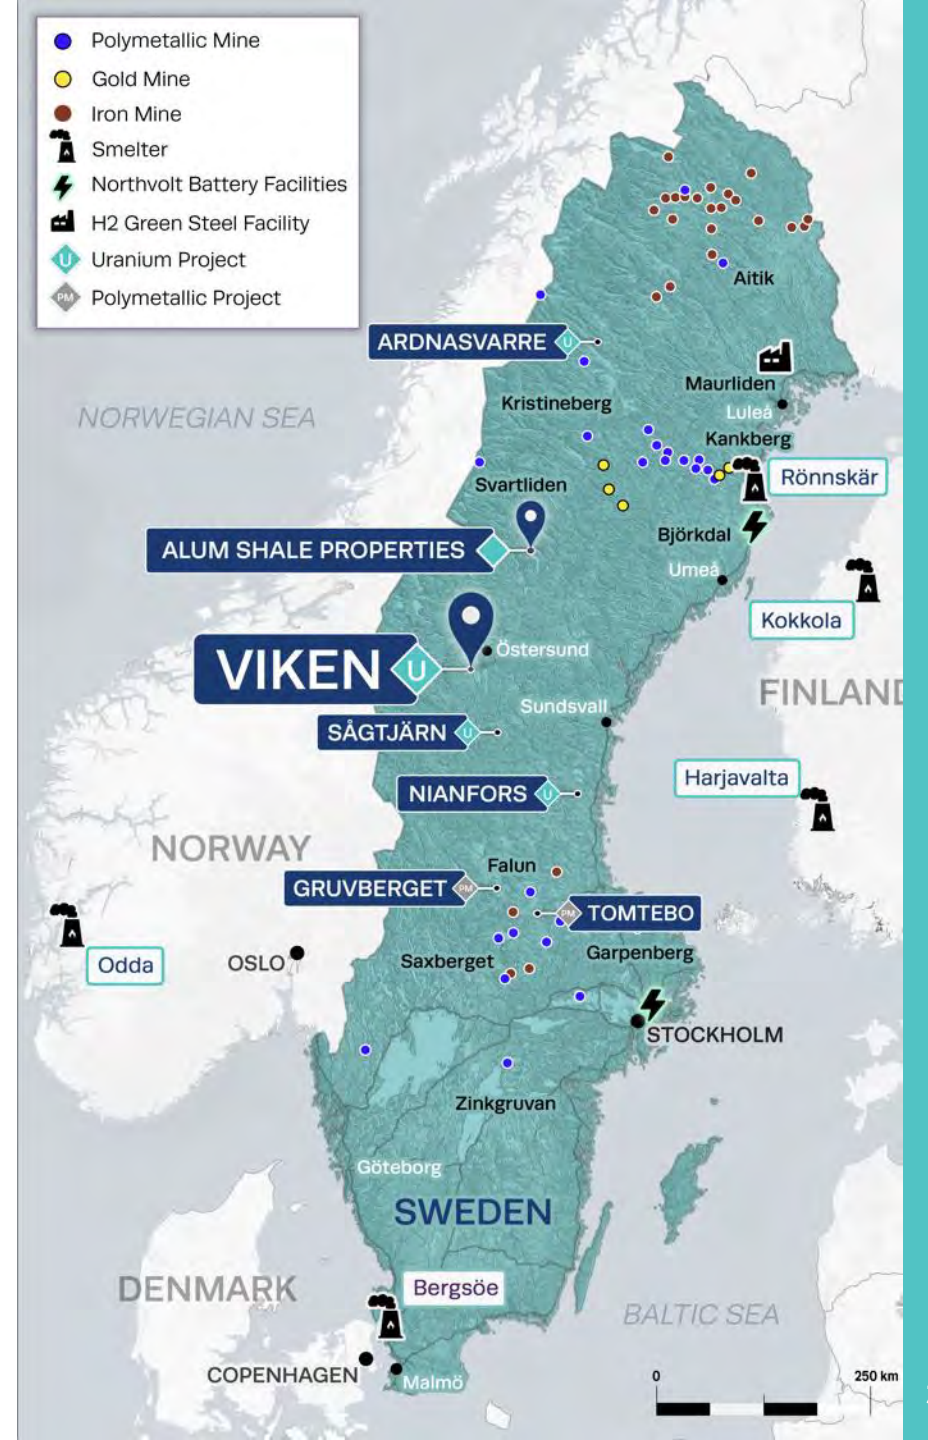 Polymetallic Mine
Gold Mine
Iron Mine
Smelter
Northvolt Battery Facilities
H2 Green Steel Facility
U Uranium Project
PM Polymetallic Project
Aitik
ARDNASVARRE U
Maurliden
Kristineberg
Luleå
NORWEGIAN SEA
Kankberg
Rönnskär
Svartliden
Björkdal
ALUM SHALE PROPERTIES
Umeå
Kokkola
Östersund
VIKEN U
FINLAND
Sundsvall
SÅGTJÄRN U
Harjavalta
NIANFORS U
NORWAY
Falun
GRUVBERGET PM
PM TOMTEBO
Garpenberg
Saxberget
OSLO
Odda
STOCKHOLM
Zinkgruvan
Göteborg
SWEDEN
Bergsöe
DENMARK
BALTIC SEA
COPENHAGEN
Malmö
0 250 km